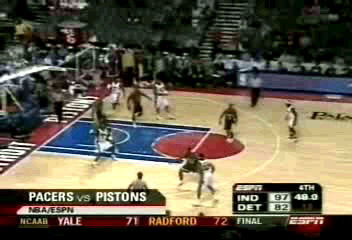 PACERS VS PISTONS
NBA/ESPN
ESPN 4TH
IND 97 48.9
DET 82
NCAAB YALE 71 RADFORD 72 FINAL ESPN